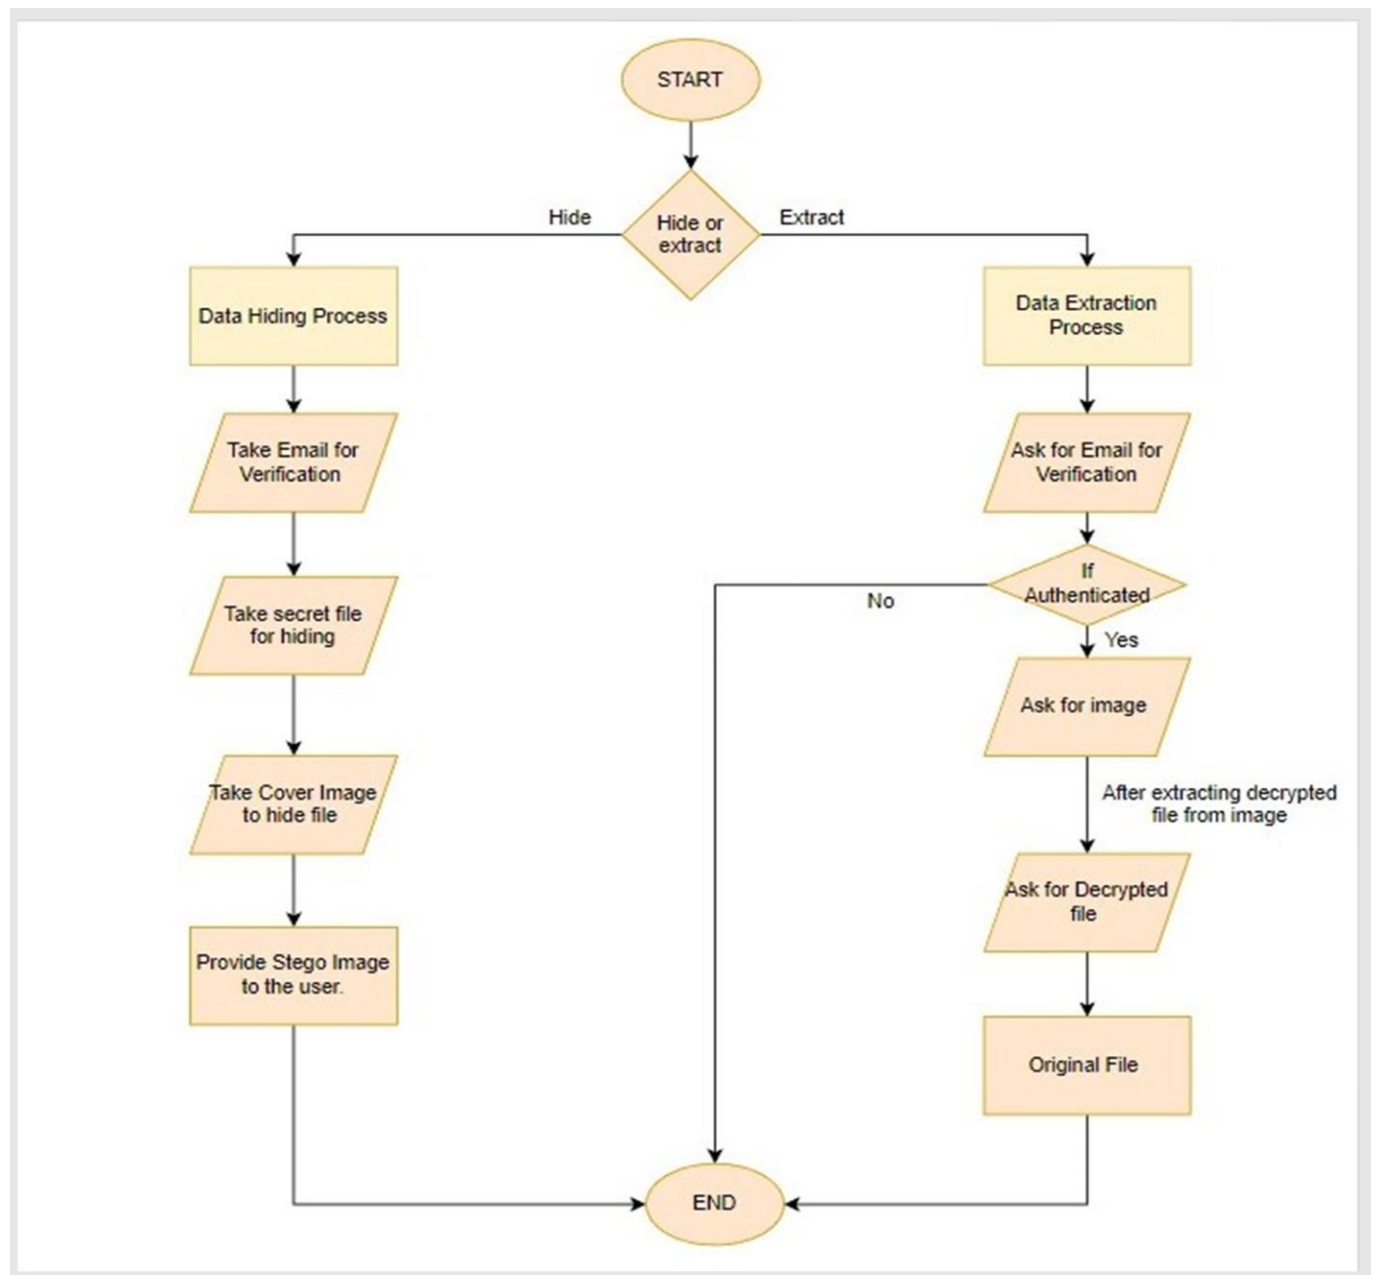 START
Hide or
extract
Hide
Extract
Data Hiding Process
Take Email for
Verification
Take secret file
for hiding
Take Cover Image
to hide file
Provide Stego Image
to the user.
Data Extraction
Process
Ask for Email for
Verification
If
Authenticated
No
Yes
Ask for image
After extracting decrypted
file from image
Ask for Decrypted
file
Original File
END